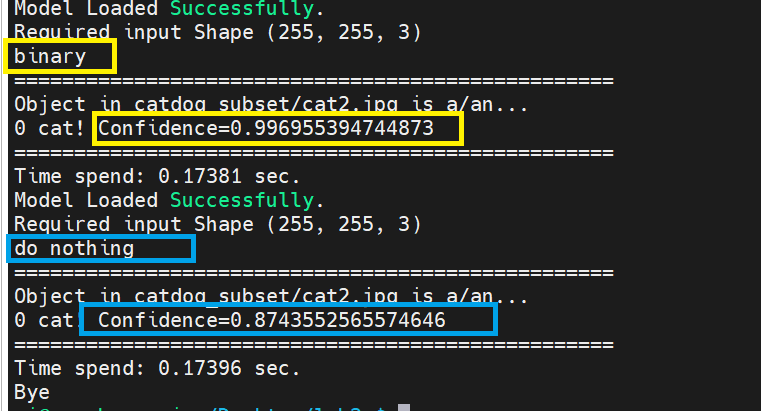 Model Loaded Successfully.
Required input Shape (255, 255, 3)
binary
==================================================
Object in catdog_subset/cat2.jpg is a/an...
0 cat! Confidence=0.996955394744873
==================================================
Time spend: 0.17381 sec.
Model Loaded Successfully.
Required input Shape (255, 255, 3)
do nothing
==================================================
Object in catdog_subset/cat2.jpg is a/an...
0 cat! Confidence=0.8743552565574646
==================================================
Time spend: 0.17396 sec.
Bye